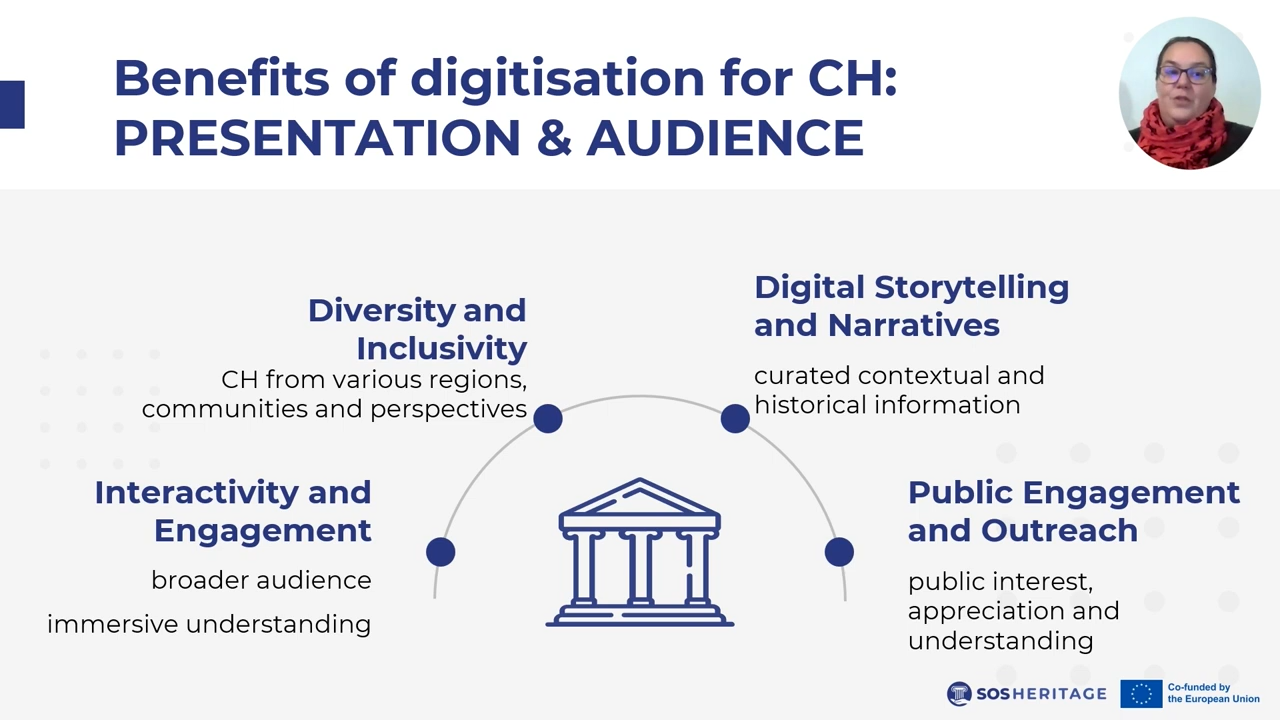 Benefits of digitisation for CH:
PRESENTATION & AUDIENCE
Diversity and
Inclusivity
CH from various regions,
communities and perspectives
Digital Storytelling
and Narratives
curated contextual and
historical information
Interactivity and
Engagement
broader audience
immersive understanding
Public Engagement
and Outreach
public interest,
appreciation and
understanding
SOSHERITAGE
Co-funded by
the European Union